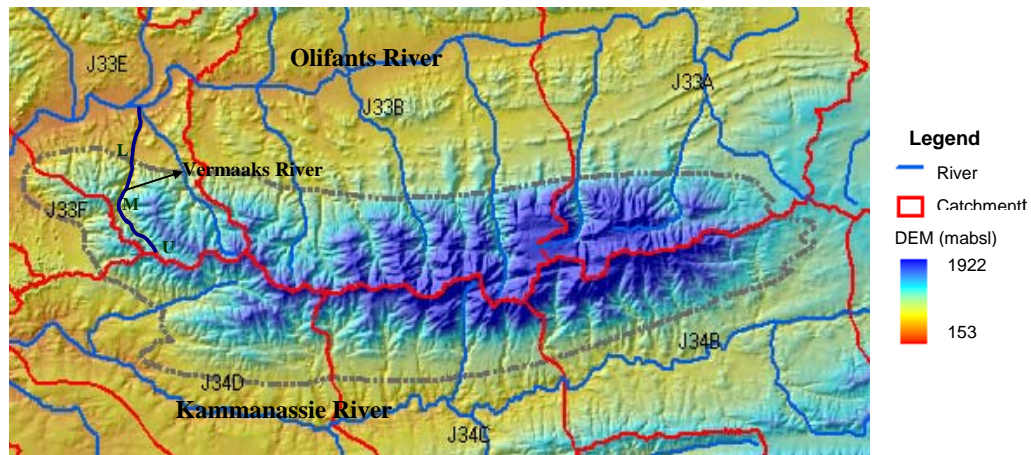 J33E
Olifants River
J33B
J33A
L
Vermaaks River
M
J33F
U
J34B
J34D
Kammanassie River
J34C
Legend
River
Catchment
DEM (mabsl)
1922
153